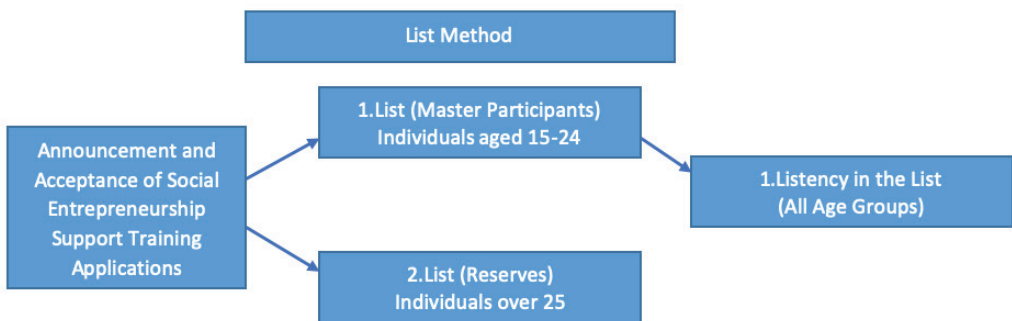 List Method
1.List (Master Participants)
Individuals aged 15-24
Announcement and
Acceptance of Social
Entrepreneurship
Support Training
Applications
1.Listency in the List
(All Age Groups)
2.List (Reserves)
Individuals over 25